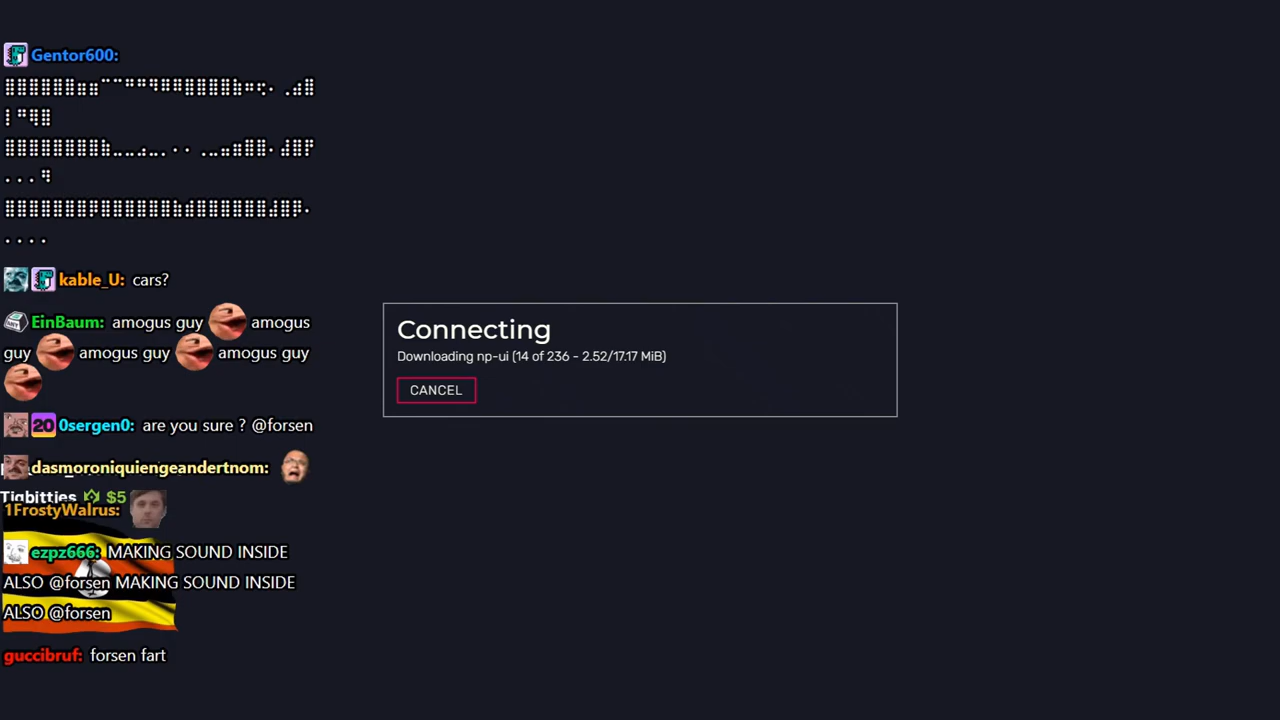 Gentor600:
kable_U: cars?
EinBaum: amogus guy amogus
guy amogus guy amogus guy
20 0sergen0: are you sure ? @forsen
dasmoroniquiengeandertnom:
Tigbitties $5
1FrostyWalrus:
ezpz666: MAKING SOUND INSIDE
ALSO @forsen MAKING SOUND INSIDE
ALSO @forsen
guccibruf: forsen fart
Connecting
Downloading np-ui (14 of 236 - 2.52/17.17 MiB)
CANCEL